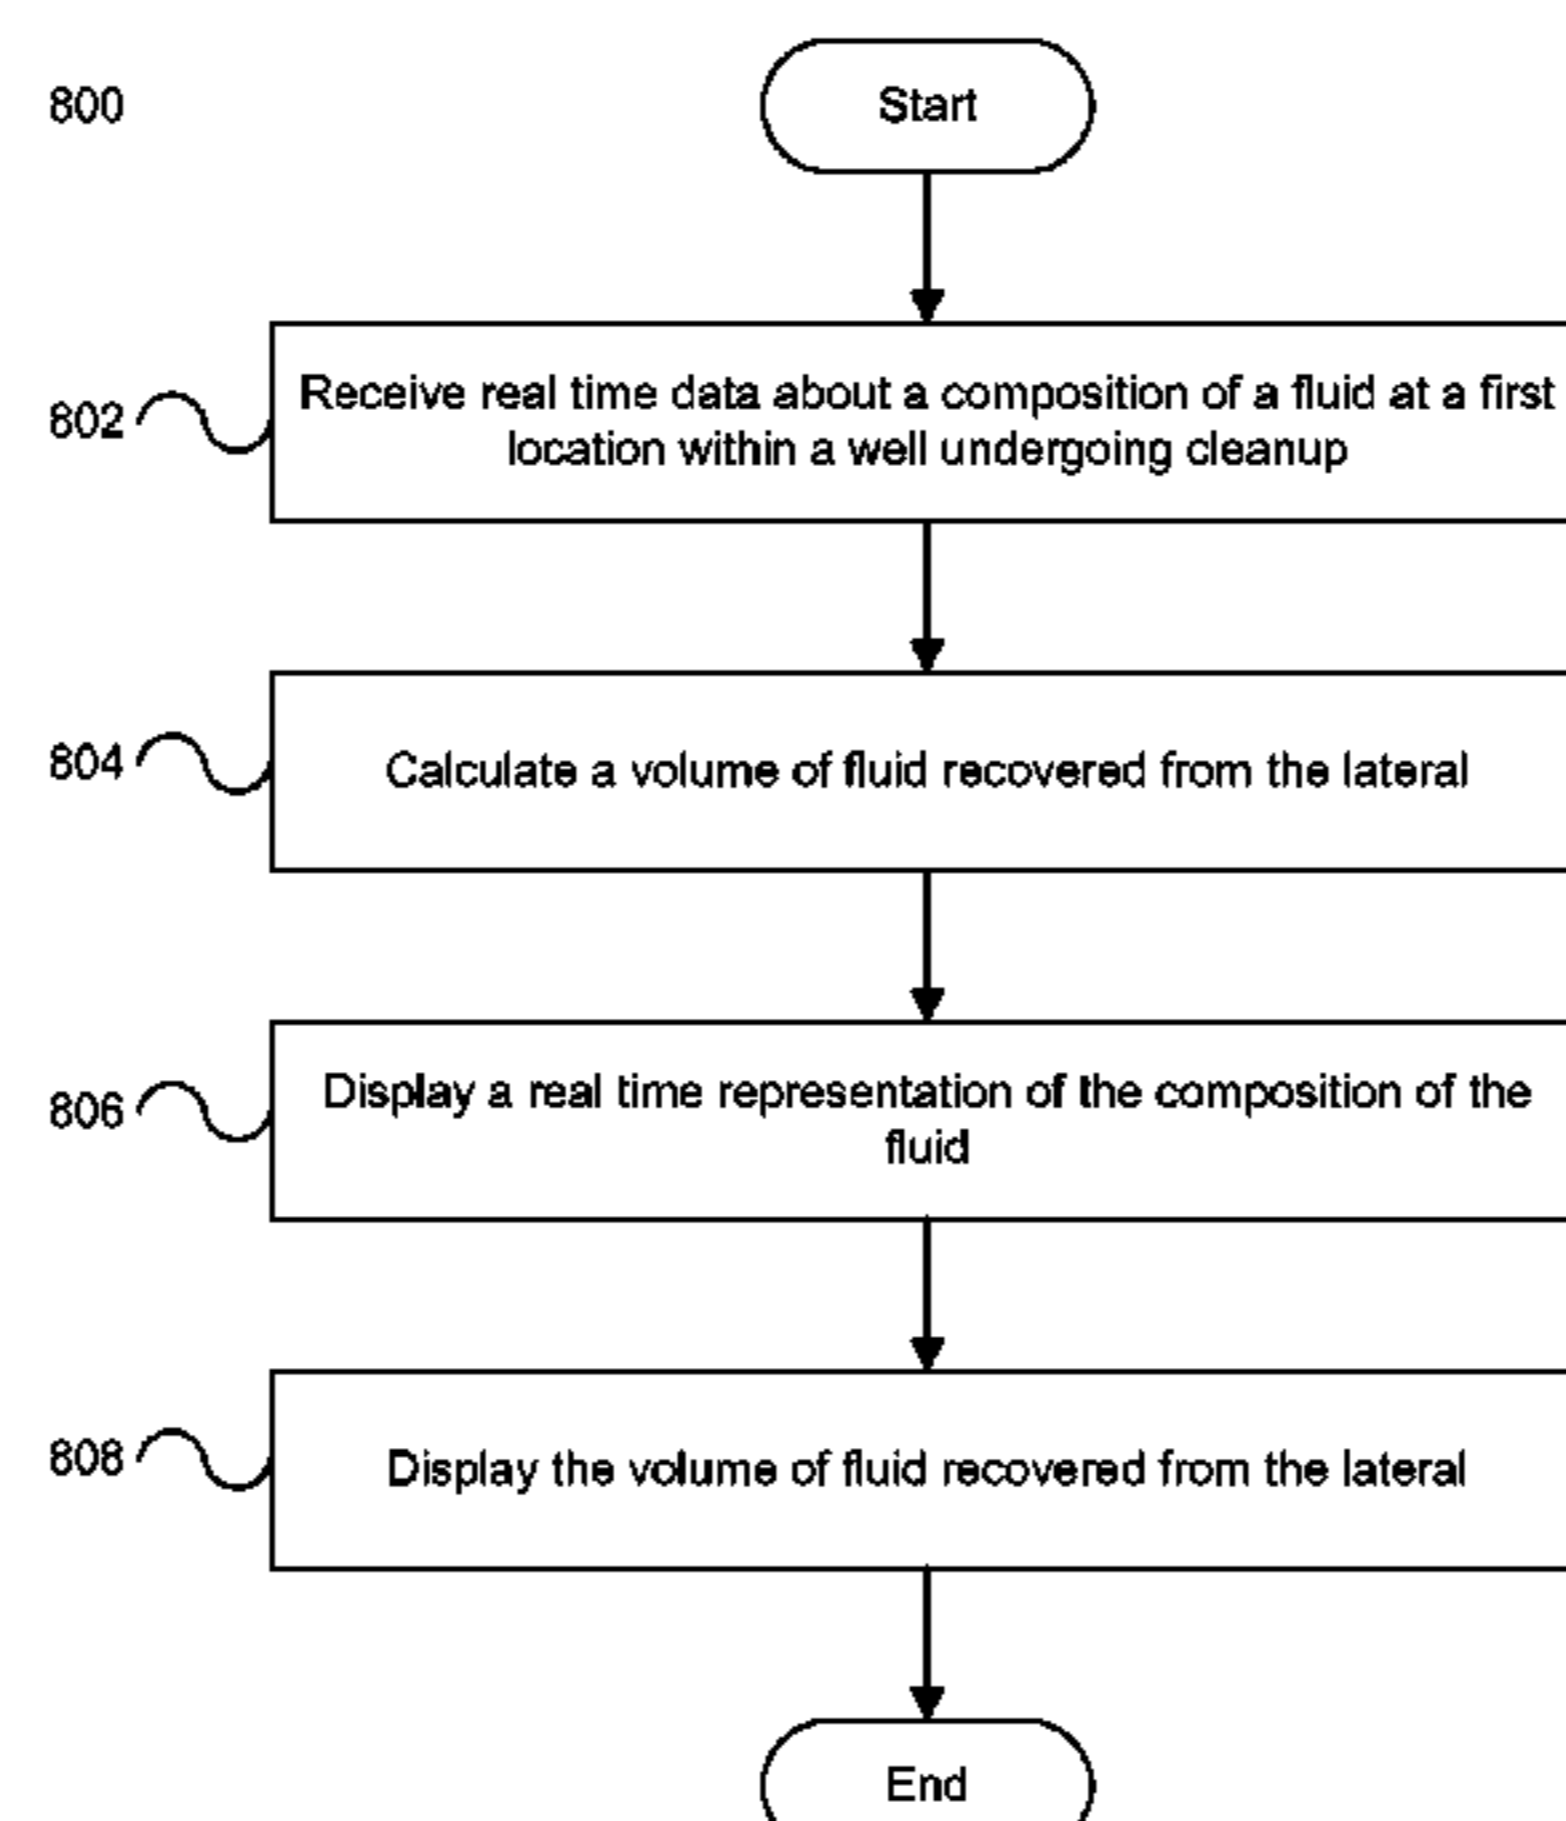 800
Start
802
Receive real time data about a composition of a fluid at a first
location within a well undergoing cleanup
804
Calculate a volume of fluid recovered from the lateral
806
Display a real time representation of the composition of the
fluid
808
Display the volume of fluid recovered from the lateral
End